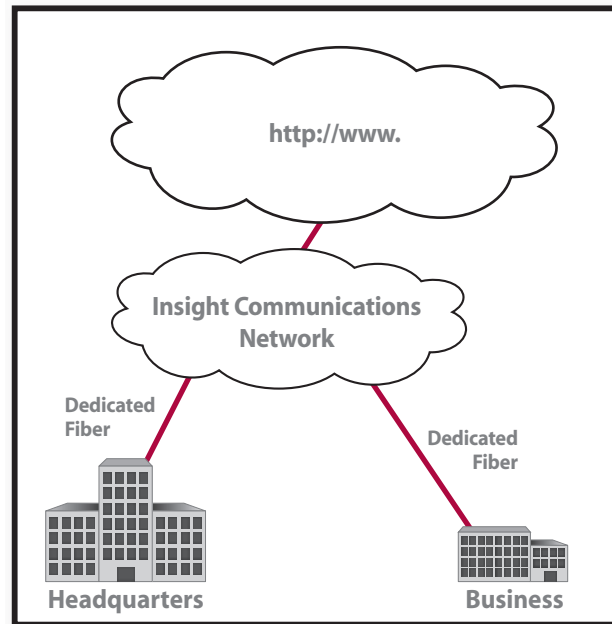 http://www.
Insight Communications
Network
Dedicated
Fiber
Dedicated
Fiber
Headquarters
Business